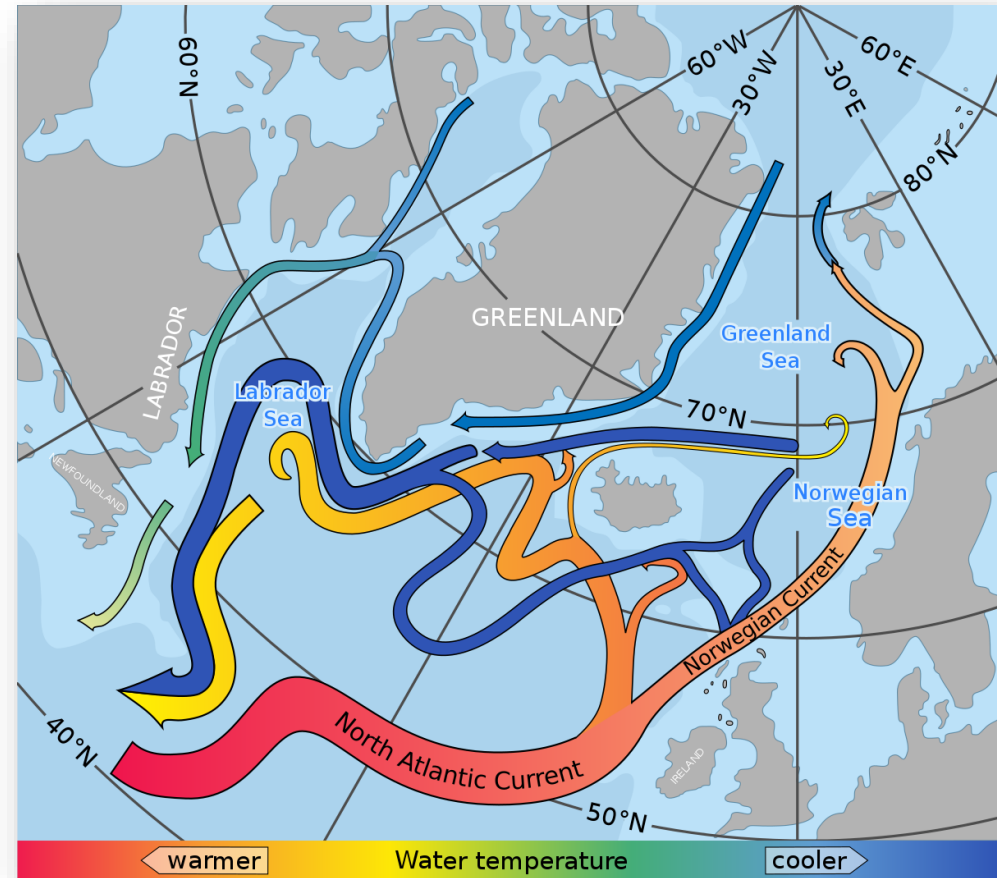 60°N
60°W
30°W
30°E
60°E
80°N
LABRADOR
GREENLAND
Greenland
Sea
Labrador
Sea
70°N
NEWFOUNDLAND
Norwegian
Sea
Norwegian Current
North Atlantic Current
IRELAND
40°N
50°N
warmer
Water temperature
cooler